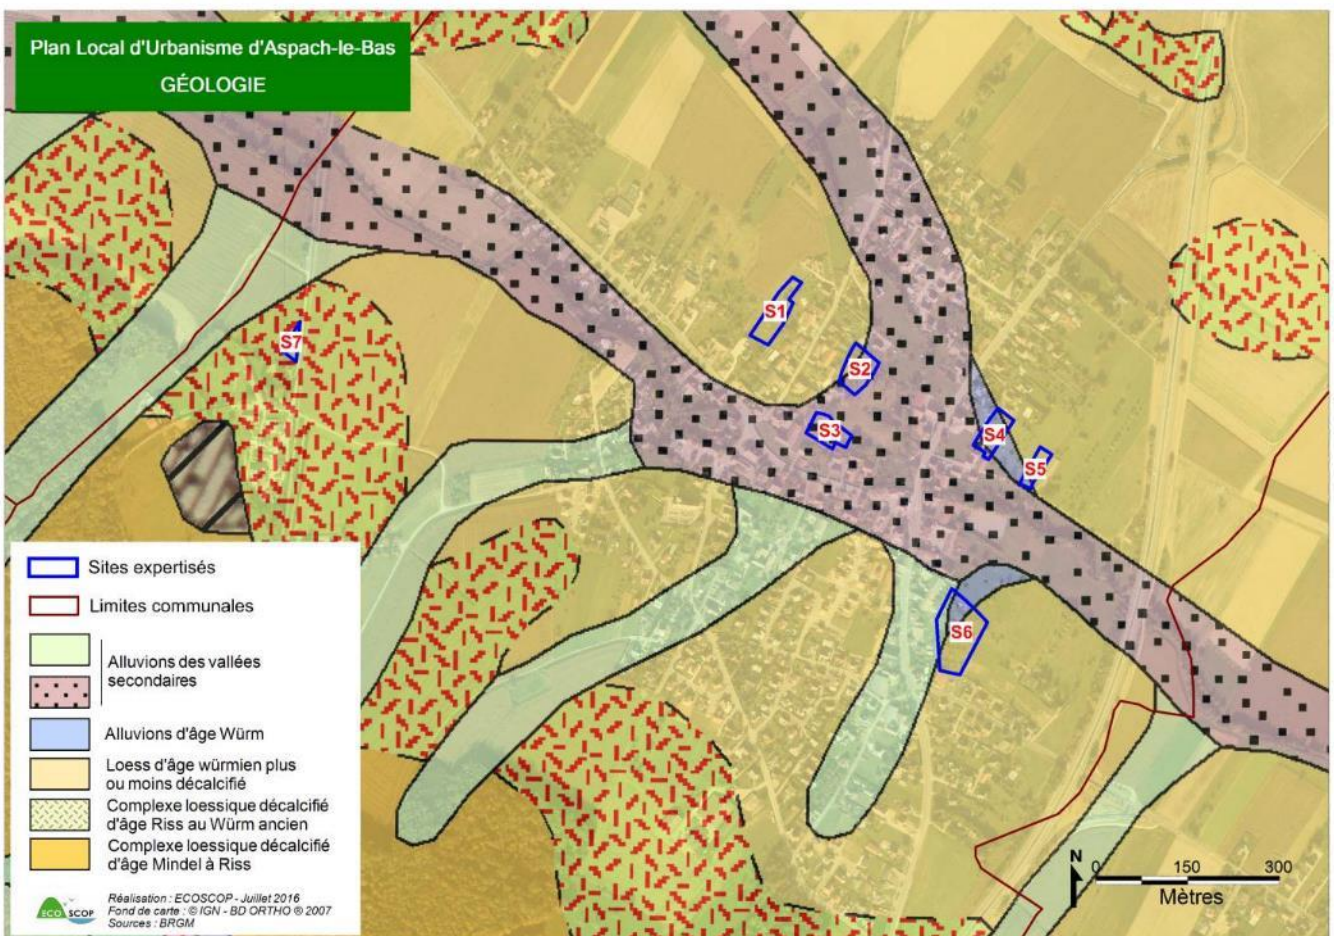 Plan Local d'Urbanisme d'Aspach-le-Bas
GÉOLOGIE
S1
S2
S3
S4
S5
S6
S7
Sites expertisés
Limites communales
Alluvions des vallées
secondaires
Alluvions d'âge Würm
Loess d'âge würmien plus
ou moins décalcifié
Complexe loessique décalcifié
d'âge Riss au Würm ancien
Complexe loessique décalcifié
d'âge Mindel à Riss
ECO SCOP
Réalisation : ECOSCOP - Juillet 2016
Fond de carte : © IGN - BD ORTHO ® 2007
Sources : BRGM
N
0 150 300
Mètres